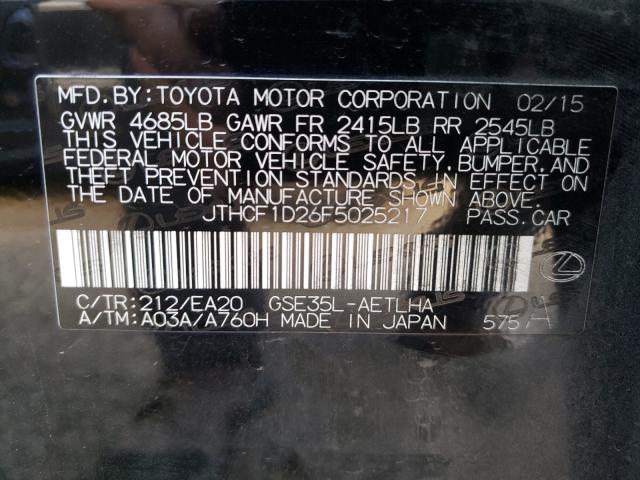 MFD.BY:TOYOTA MOTOR CORPORATION 02/15
GVWR 4685LB GAWR FR 2415LB RR 2545LB
THIS VEHICLE CONFORMS TO ALL APPLICABLE
FEDERAL MOTOR VEHICLE SAFETY,BUMPER,AND
THEFT PREVENTION STANDARDS IN EFFECT ON
THE DATE OF MANUFACTURE SHOWN ABOVE.
JTHCF1D26F5025217 PASS.CAR
C/TR:212/EA20 GSE35L-AETLHA
A/TM:A03A/A760H MADE IN JAPAN 575A